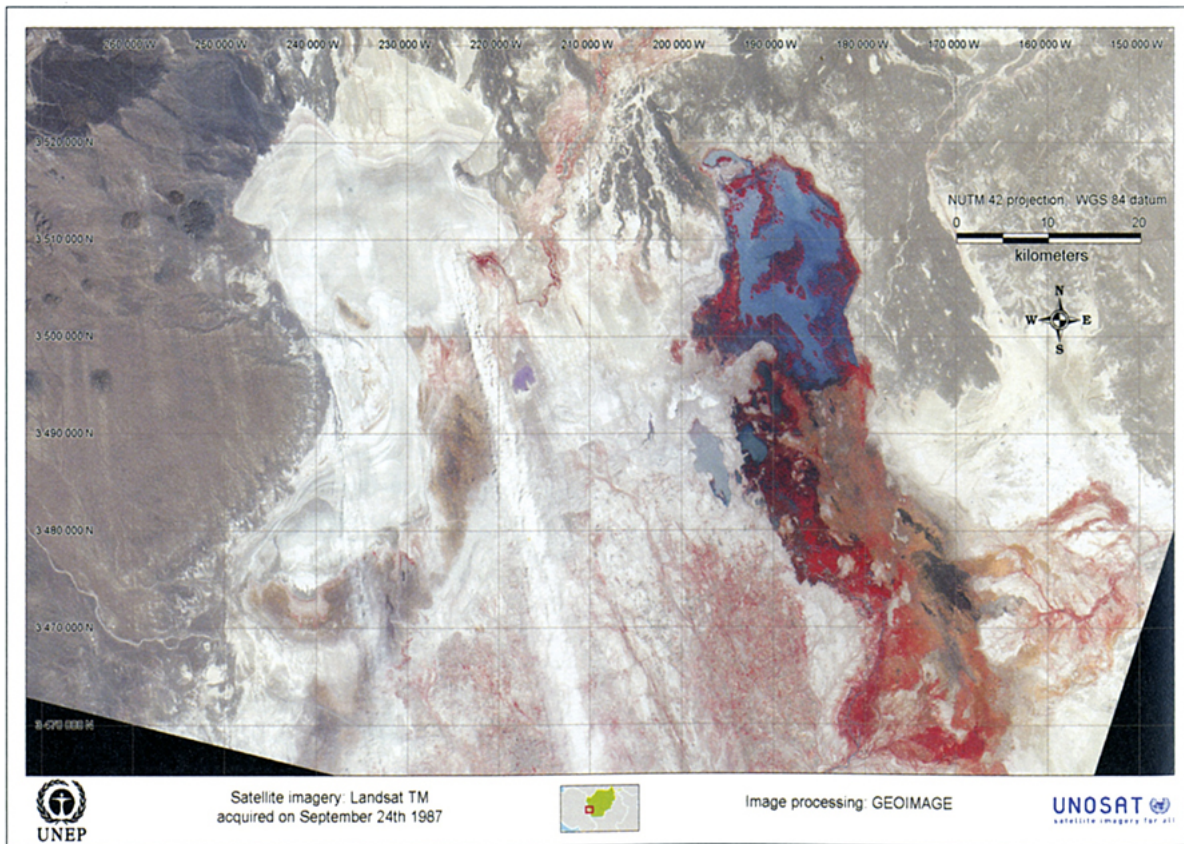 260 000 W 250 000 W 240 000 W 230 000 W 220 000 W 210 000 W 200 000 W 190 000 W 180 000 W 170 000 W 160 000 W 150 000 W
3 520 000 N
NUTM 42 projection. WGS 84 datum
0 10 20
kilometers
3 510 000 N
N
W E
S
3 500 000 N
3 490 000 N
3 480 000 N
3 470 000 N
000 N
UNEP
Satellite imagery: Landsat TM
acquired on September 24th 1987
Image processing: GEOIMAGE
UNOSAT
satellite imagery for all